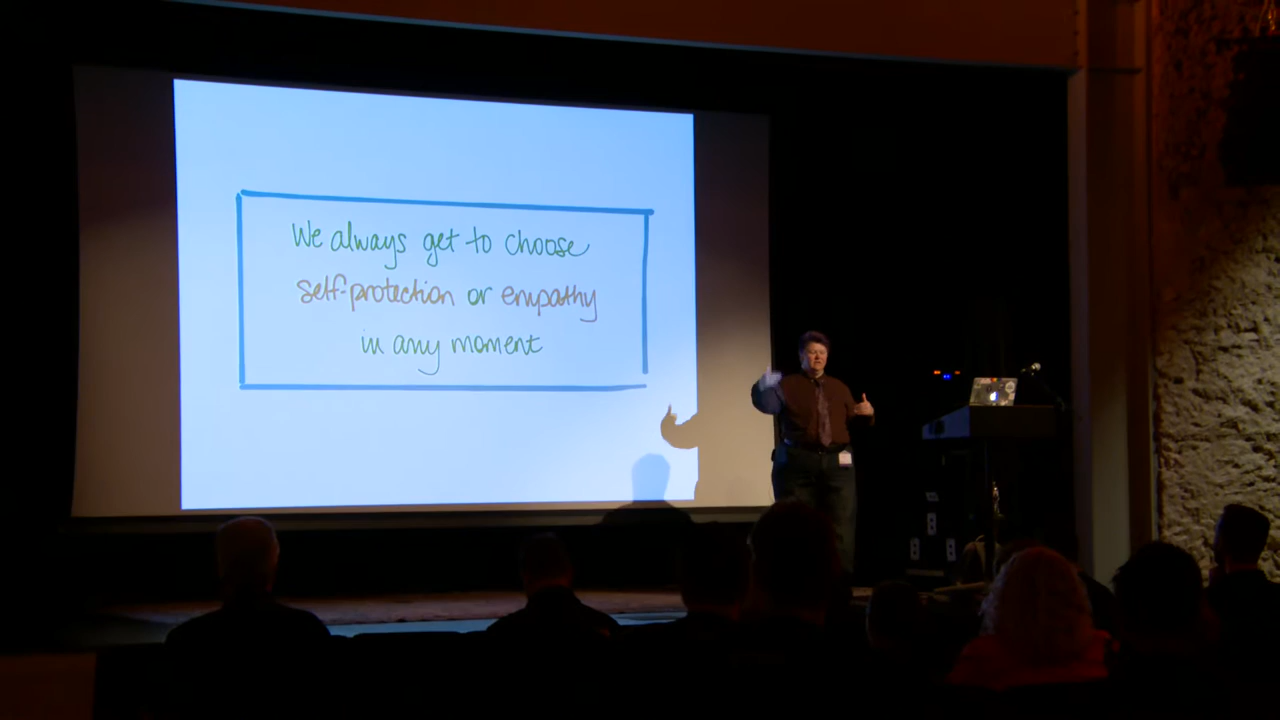 We always get to choose
self-protection or empathy
in any moment